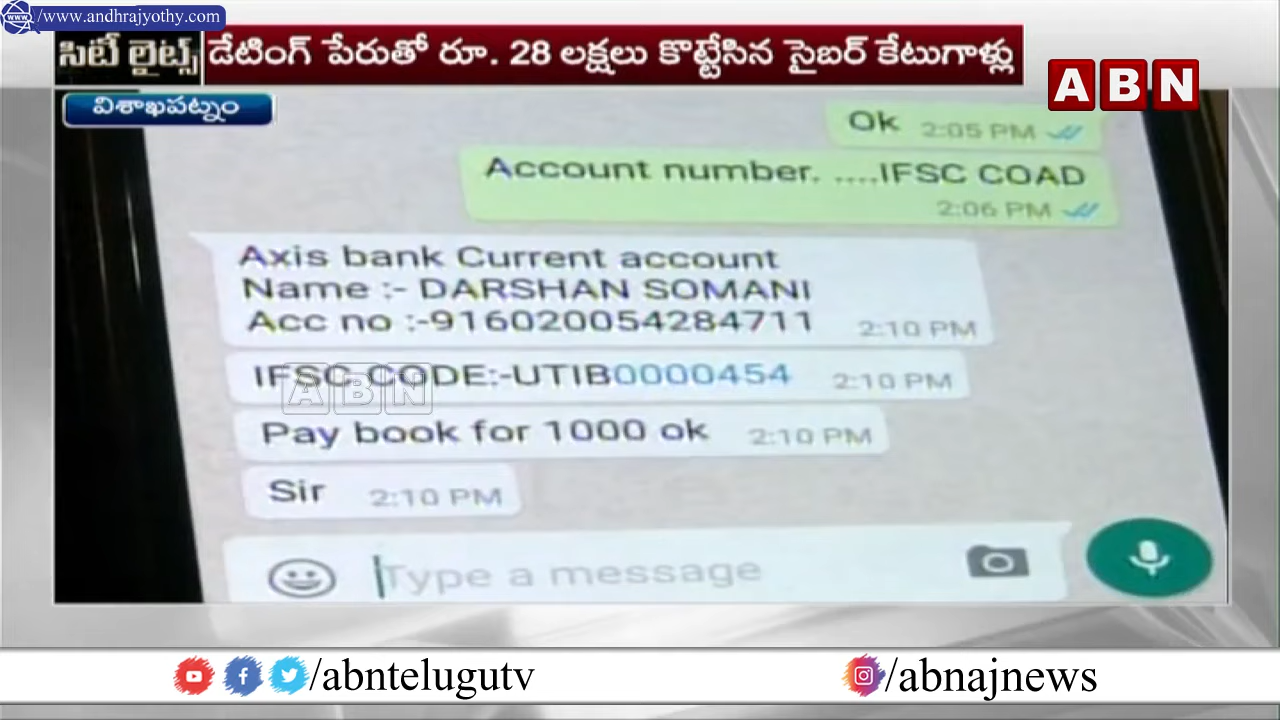 www./www.andhrajyothy.com
సిటీ లైట్స్ డేటింగ్ పేరుతో రూ. 28 లక్షలు కొట్టేసిన సైబర్ కేటుగాళ్లు
ABN
విశాఖపట్నం
Ok 2:05 PM
Account number. ....IFSC COAD
2:06 PM
Axis bank Current account
Name :- DARSHAN SOMANI
Acc no :-916020054284711 2:10 PM
IFSC CODE:-UTIB0000454 2:10 PM
ABN
Pay book for 1000 ok 2:10 PM
Sir 2:10 PM
Type a message
/abntelugutv
/abnajnews